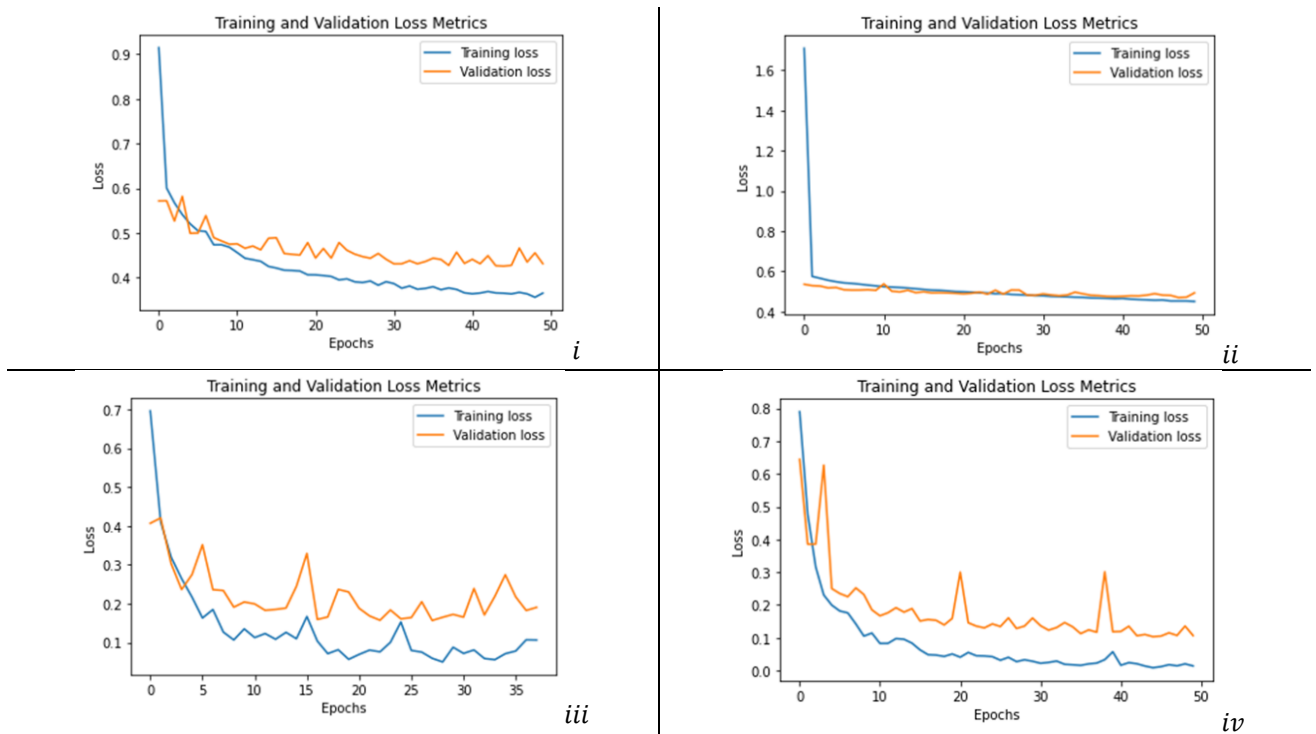 Training and Validation Loss Metrics
Training loss
Validation loss
Loss
0.9
0.8
0.7
0.6
0.5
0.4
0 10 20 30 40 50
Epochs
i
Training and Validation Loss Metrics
Training loss
Validation loss
Loss
1.6
1.4
1.2
1.0
0.8
0.6
0.4
0 10 20 30 40 50
Epochs
ii
Training and Validation Loss Metrics
Training loss
Validation loss
Loss
0.7
0.6
0.5
0.4
0.3
0.2
0.1
0 5 10 15 20 25 30 35
Epochs
iii
Training and Validation Loss Metrics
Training loss
Validation loss
Loss
0.8
0.7
0.6
0.5
0.4
0.3
0.2
0.1
0.0
0 10 20 30 40 50
Epochs
iv